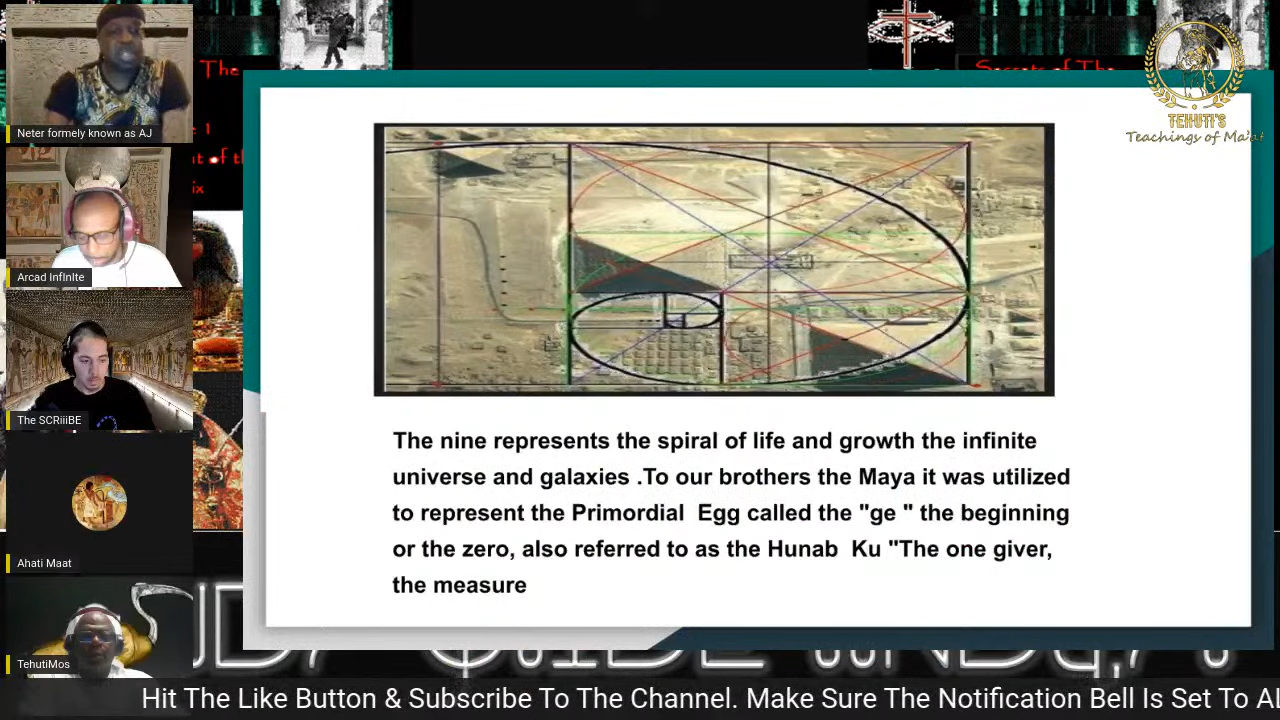 Neter formely known as AJ
Arcad InfInIte
The SCRiiiBE
Ahati Maat
TehutiMos
The
Secrets of The
TEHUTI'S
Teachings of Ma'at
The nine represents the spiral of life and growth the infinite
universe and galaxies .To our brothers the Maya it was utilized
to represent the Primordial Egg called the "ge " the beginning
or the zero, also referred to as the Hunab Ku "The one giver,
the measure
Hit The Like Button & Subscribe To The Channel. Make Sure The Notification Bell Is Set To